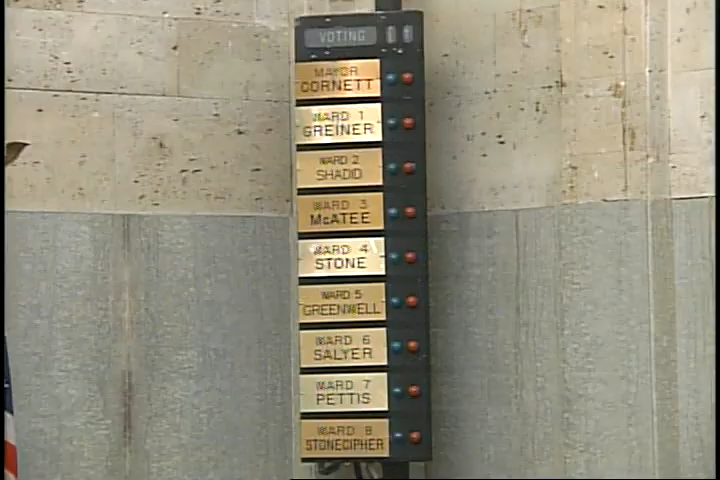 VOTING
MAYOR
CORNETT
WARD 1
GREINER
WARD 2
SHADID
WARD 3
McATEE
WARD 4
STONE
WARD 5
GREENWELL
WARD 6
SALYER
WARD 7
PETTIS
WARD 8
STONECIPHER